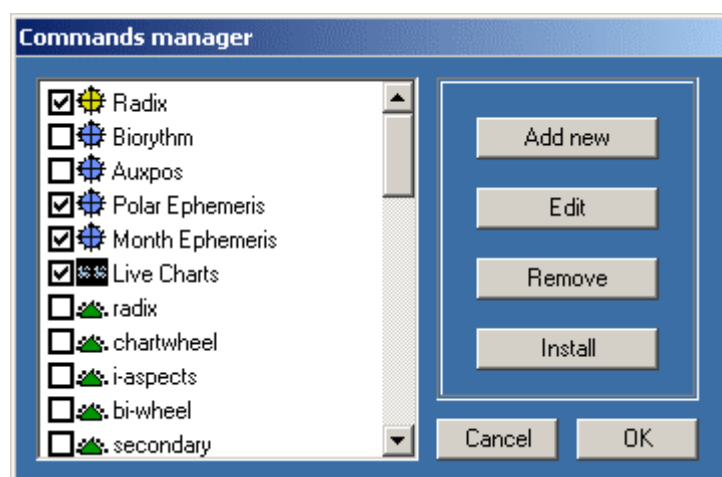 Commands manager
Radix
Biorythm
Auxpos
Polar Ephemeris
Month Ephemeris
Live Charts
radix
chartwheel
i-aspects
bi-wheel
secondary
Add new
Edit
Remove
Install
Cancel
OK